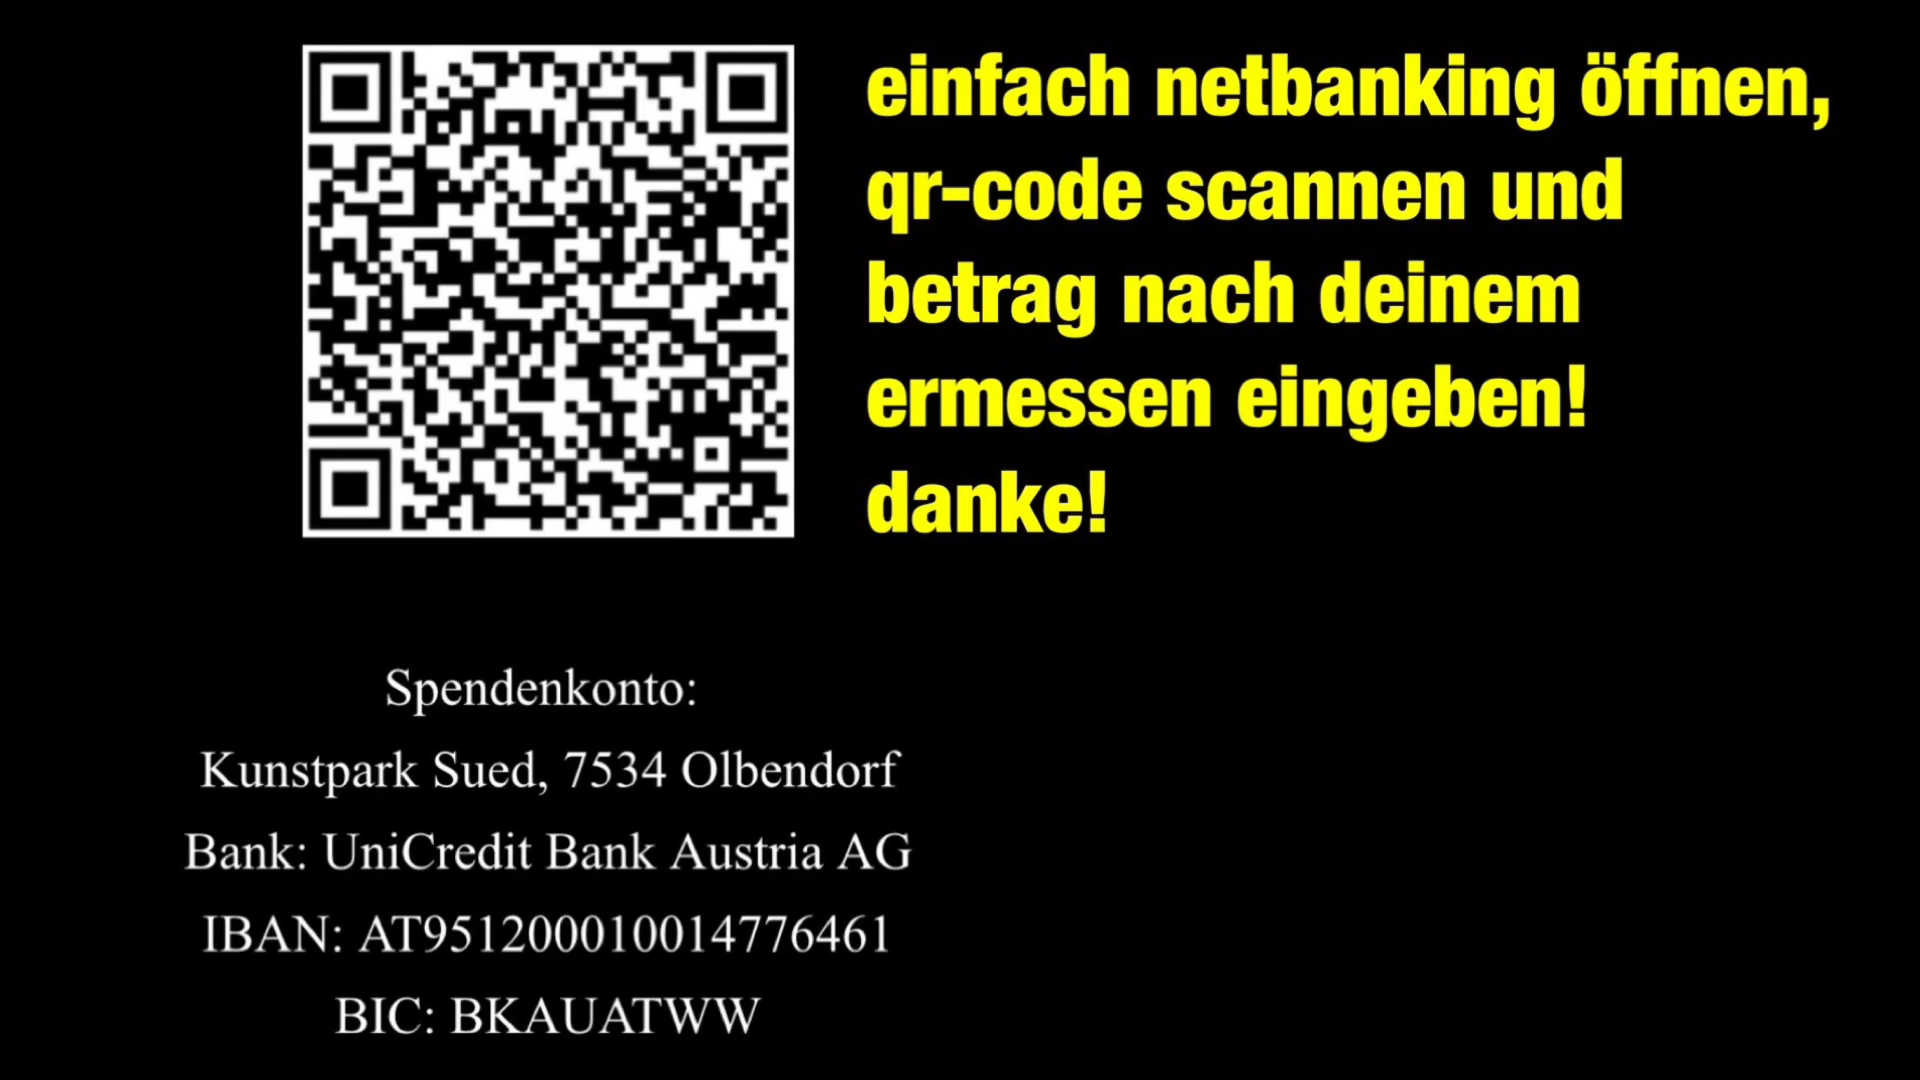 einfach netbanking öffnen,
qr-code scannen und
betrag nach deinem
ermessen eingeben!
danke!
Spendenkonto:
Kunstpark Sued, 7534 Olbendorf
Bank: UniCredit Bank Austria AG
IBAN: AT951200010014776461
BIC: BKAUATWW